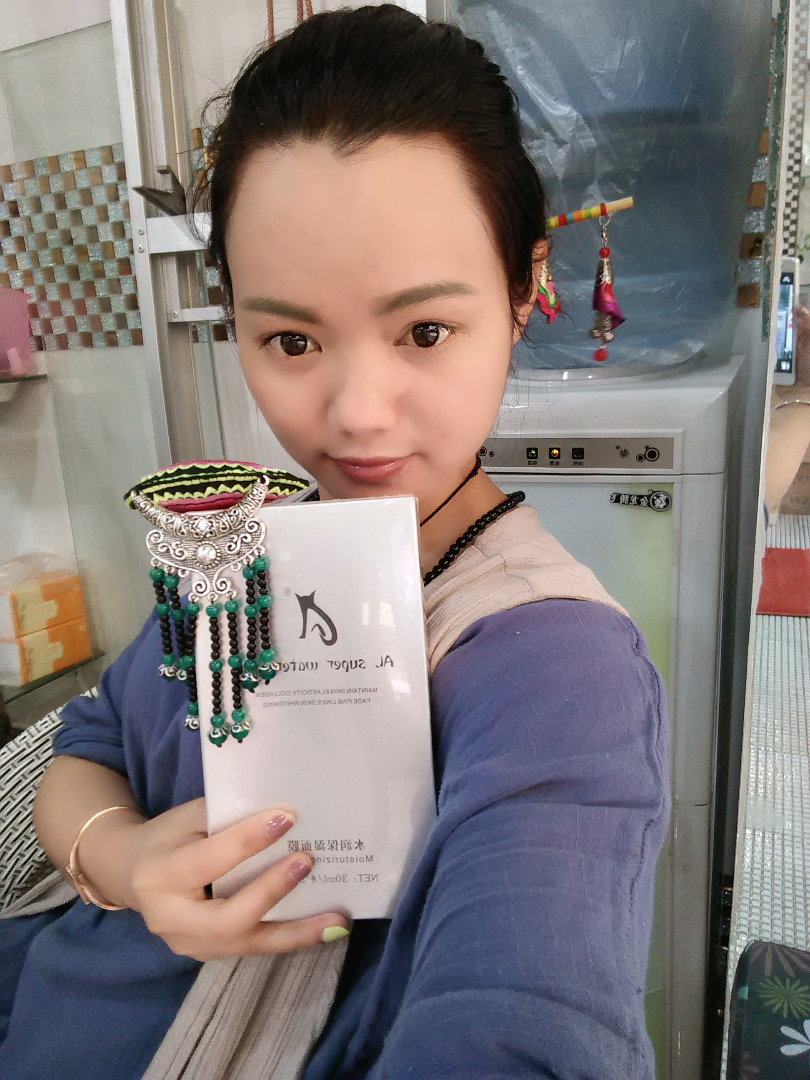 ®
AL super water
MAINTAIN SKIN ELASTICITY.COLLAGEN
FADE FINE LINES SKIN WHITENING
水润保湿面膜
Moisturizing
NET: 30ml/